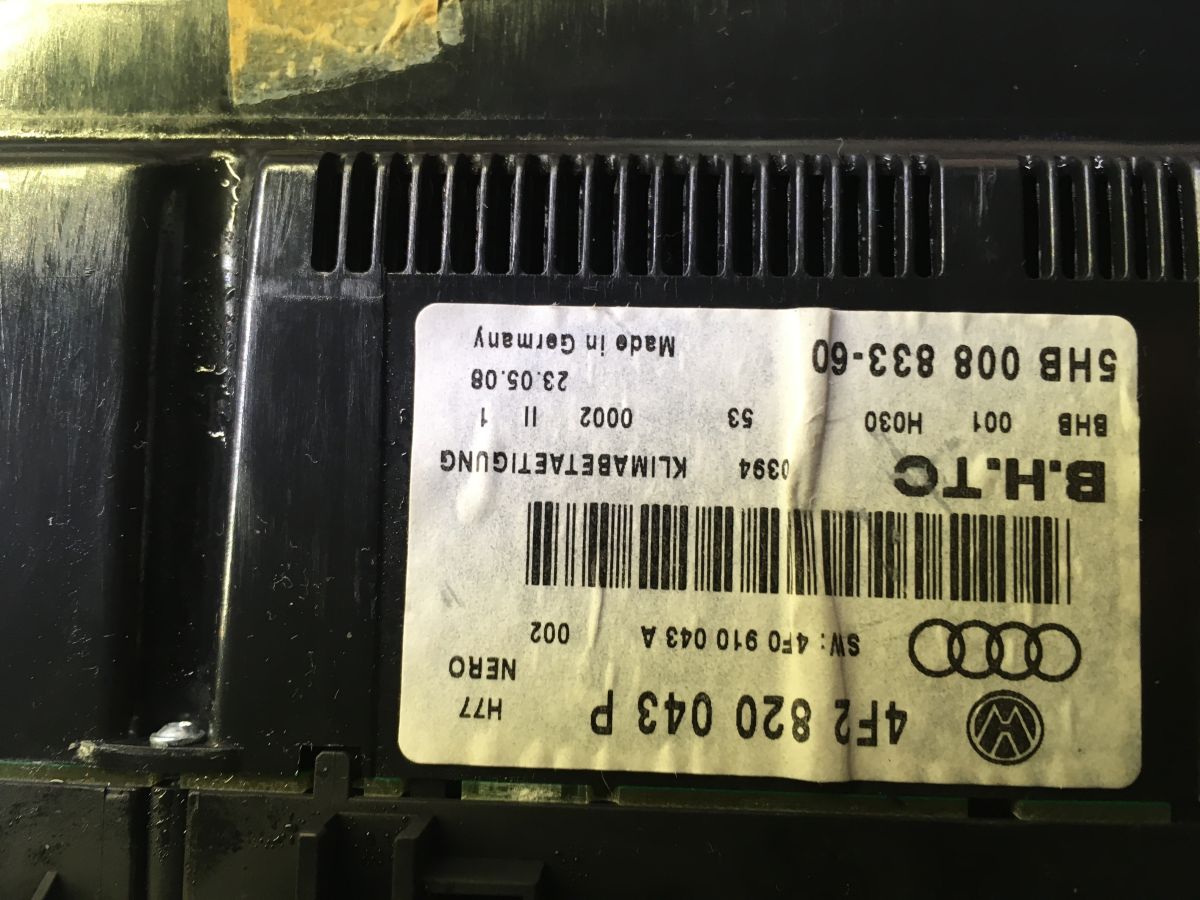 4F2 820 043 P H77
NERO
SW: 4F0 910 043 A 002
B.H.TC 0394 KLIMABETAETIGUNG
BHB 001 H030 53 0002 II 1
23.05.08
5HB 008 833-60 Made in Germany